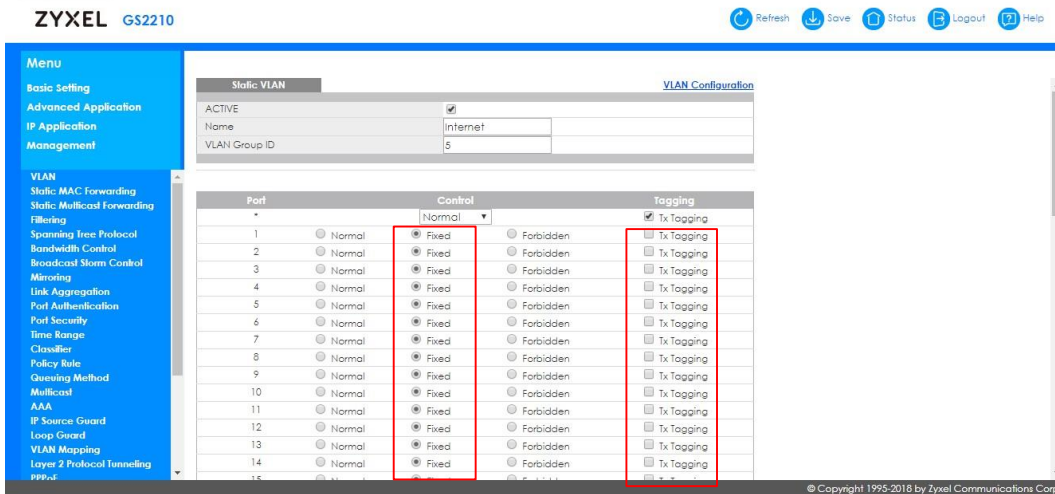 ZYXEL GS2210 Refresh Save Status Logout Help
Menu
Basic Setting
Advanced Application
IP Application
Management
VLAN
Static MAC Forwarding
Static Multicast Forwarding
Filtering
Spanning Tree Protocol
Bandwidth Control
Broadcast Storm Control
Mirroring
Link Aggregation
Port Authentication
Port Security
Time Range
Classifier
Policy Rule
Queuing Method
Multicast
AAA
IP Source Guard
Loop Guard
VLAN Mapping
Layer 2 Protocol Tunneling
PPPoE
Static VLAN VLAN Configuration
ACTIVE
Name Internet
VLAN Group ID 5
Port Control Tagging
* Normal Tx Tagging
1 Normal Fixed Forbidden Tx Tagging
2 Normal Fixed Forbidden Tx Tagging
3 Normal Fixed Forbidden Tx Tagging
4 Normal Fixed Forbidden Tx Tagging
5 Normal Fixed Forbidden Tx Tagging
6 Normal Fixed Forbidden Tx Tagging
7 Normal Fixed Forbidden Tx Tagging
8 Normal Fixed Forbidden Tx Tagging
9 Normal Fixed Forbidden Tx Tagging
10 Normal Fixed Forbidden Tx Tagging
11 Normal Fixed Forbidden Tx Tagging
12 Normal Fixed Forbidden Tx Tagging
13 Normal Fixed Forbidden Tx Tagging
14 Normal Fixed Forbidden Tx Tagging
15
© Copyright 1995-2018 by Zyxel Communications Corp